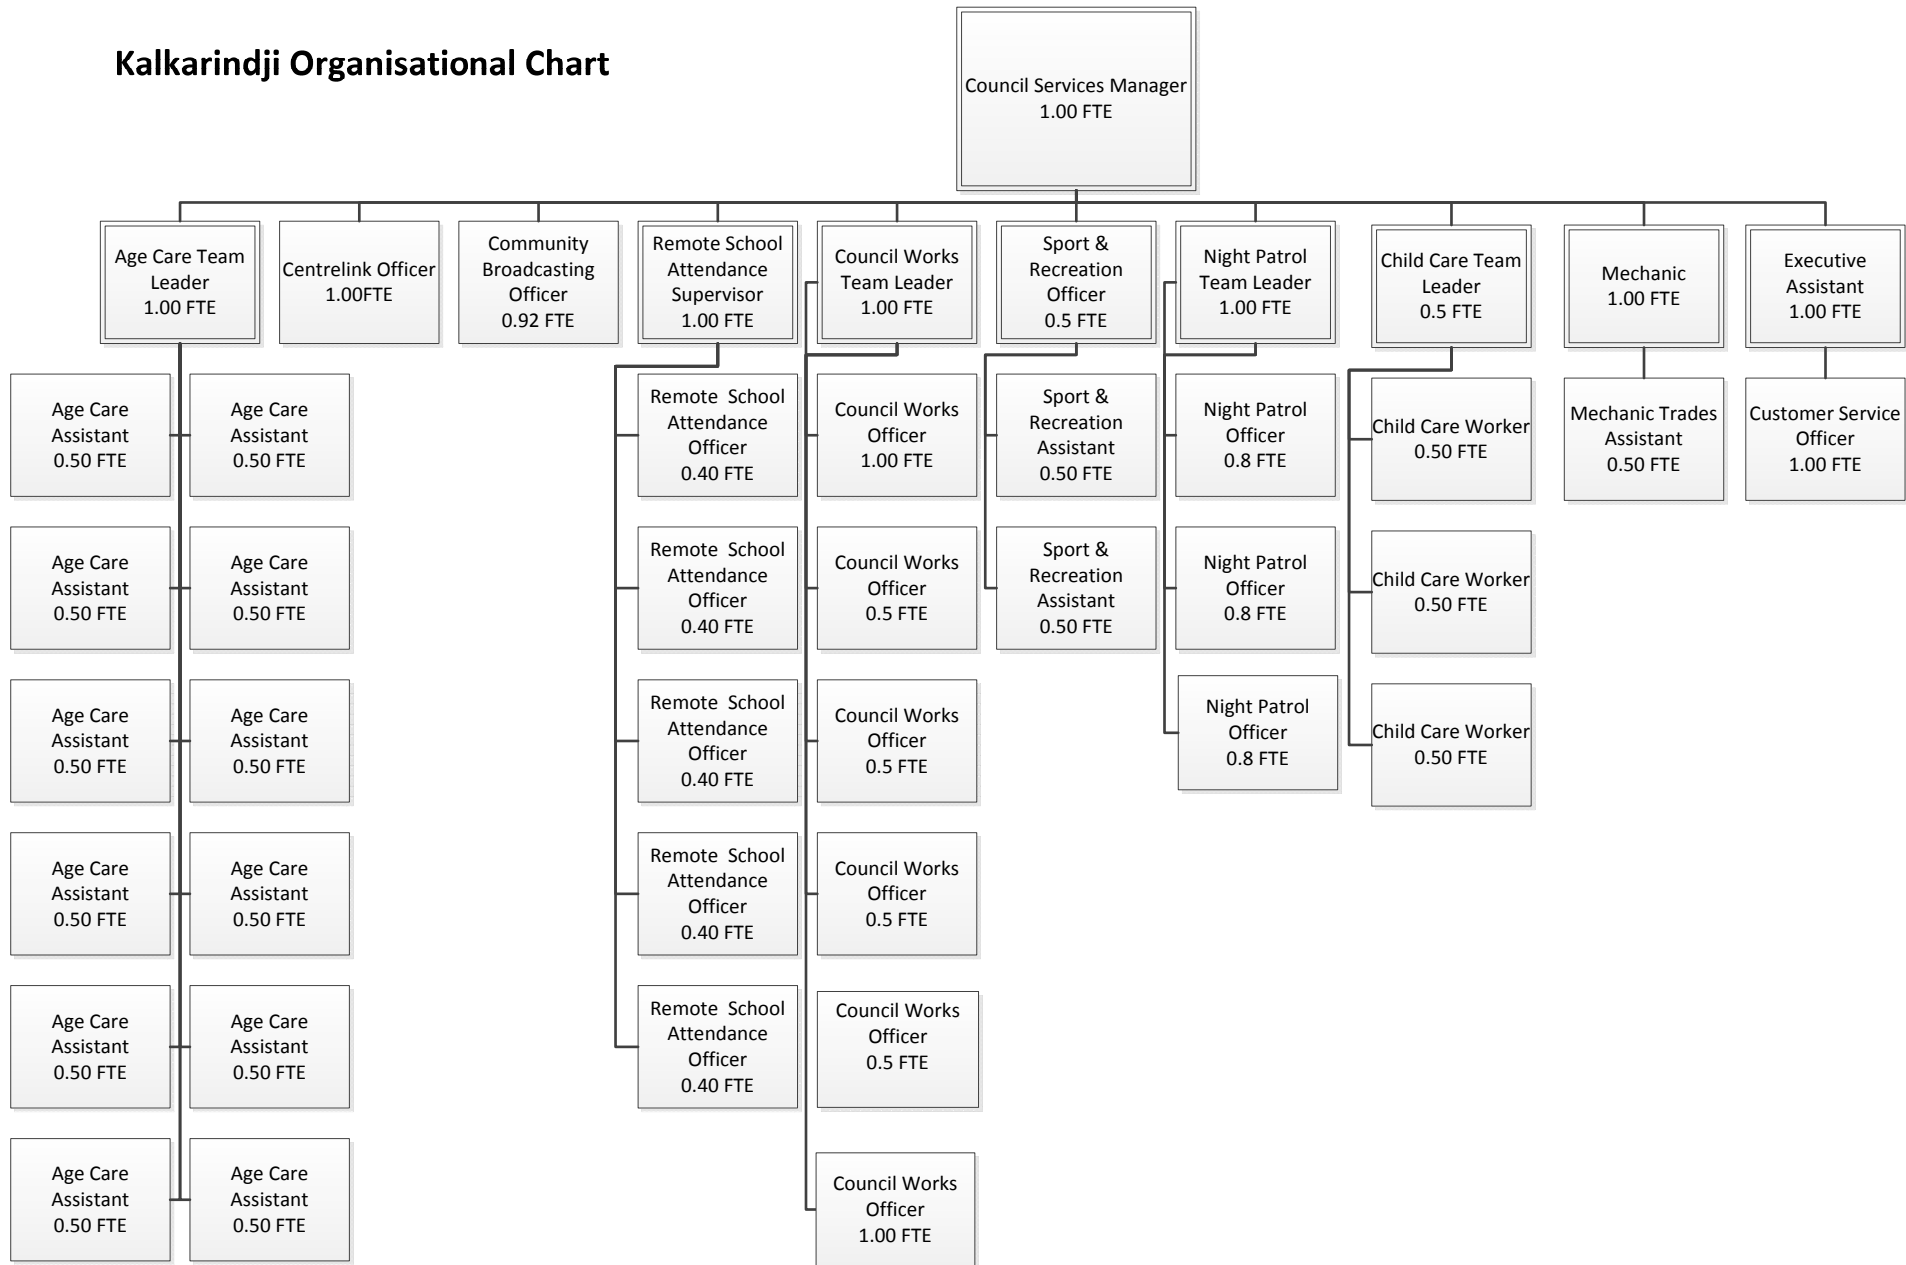 Kalkarindji Organisational Chart
Council Services Manager
1.00 FTE
Age Care Team
Leader
1.00 FTE
Centrelink Officer
1.00FTE
Community
Broadcasting
Officer
0.92 FTE
Remote School
Attendance
Supervisor
1.00 FTE
Council Works
Team Leader
1.00 FTE
Sport &
Recreation
Officer
0.5 FTE
Night Patrol
Team Leader
1.00 FTE
Child Care Team
Leader
0.5 FTE
Mechanic
1.00 FTE
Executive
Assistant
1.00 FTE
Age Care
Assistant
0.50 FTE
Age Care
Assistant
0.50 FTE
Remote School
Attendance
Officer
0.40 FTE
Council Works
Officer
1.00 FTE
Sport &
Recreation
Assistant
0.50 FTE
Night Patrol
Officer
0.8 FTE
Child Care Worker
0.50 FTE
Mechanic Trades
Assistant
0.50 FTE
Customer Service
Officer
1.00 FTE
Age Care
Assistant
0.50 FTE
Age Care
Assistant
0.50 FTE
Remote School
Attendance
Officer
0.40 FTE
Council Works
Officer
0.5 FTE
Sport &
Recreation
Assistant
0.50 FTE
Night Patrol
Officer
0.8 FTE
Child Care Worker
0.50 FTE
Age Care
Assistant
0.50 FTE
Age Care
Assistant
0.50 FTE
Remote School
Attendance
Officer
0.40 FTE
Council Works
Officer
0.5 FTE
Night Patrol
Officer
0.8 FTE
Child Care Worker
0.50 FTE
Age Care
Assistant
0.50 FTE
Age Care
Assistant
0.50 FTE
Remote School
Attendance
Officer
0.40 FTE
Council Works
Officer
0.5 FTE
Age Care
Assistant
0.50 FTE
Age Care
Assistant
0.50 FTE
Remote School
Attendance
Officer
0.40 FTE
Council Works
Officer
0.5 FTE
Age Care
Assistant
0.50 FTE
Age Care
Assistant
0.50 FTE
Council Works
Officer
1.00 FTE